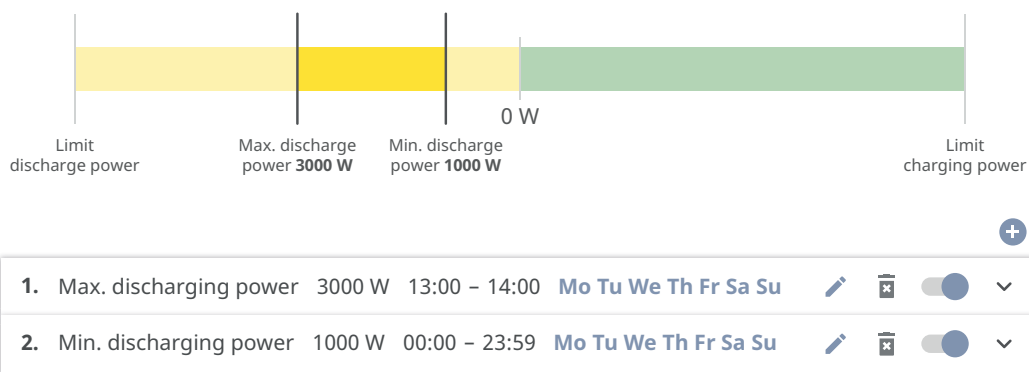 0 W
Limit
discharge power
Max. discharge
power 3000 W
Min. discharge
power 1000 W
Limit
charging power
1. Max. discharging power 3000 W 13:00 – 14:00 Mo Tu We Th Fr Sa Su
2. Min. discharging power 1000 W 00:00 – 23:59 Mo Tu We Th Fr Sa Su